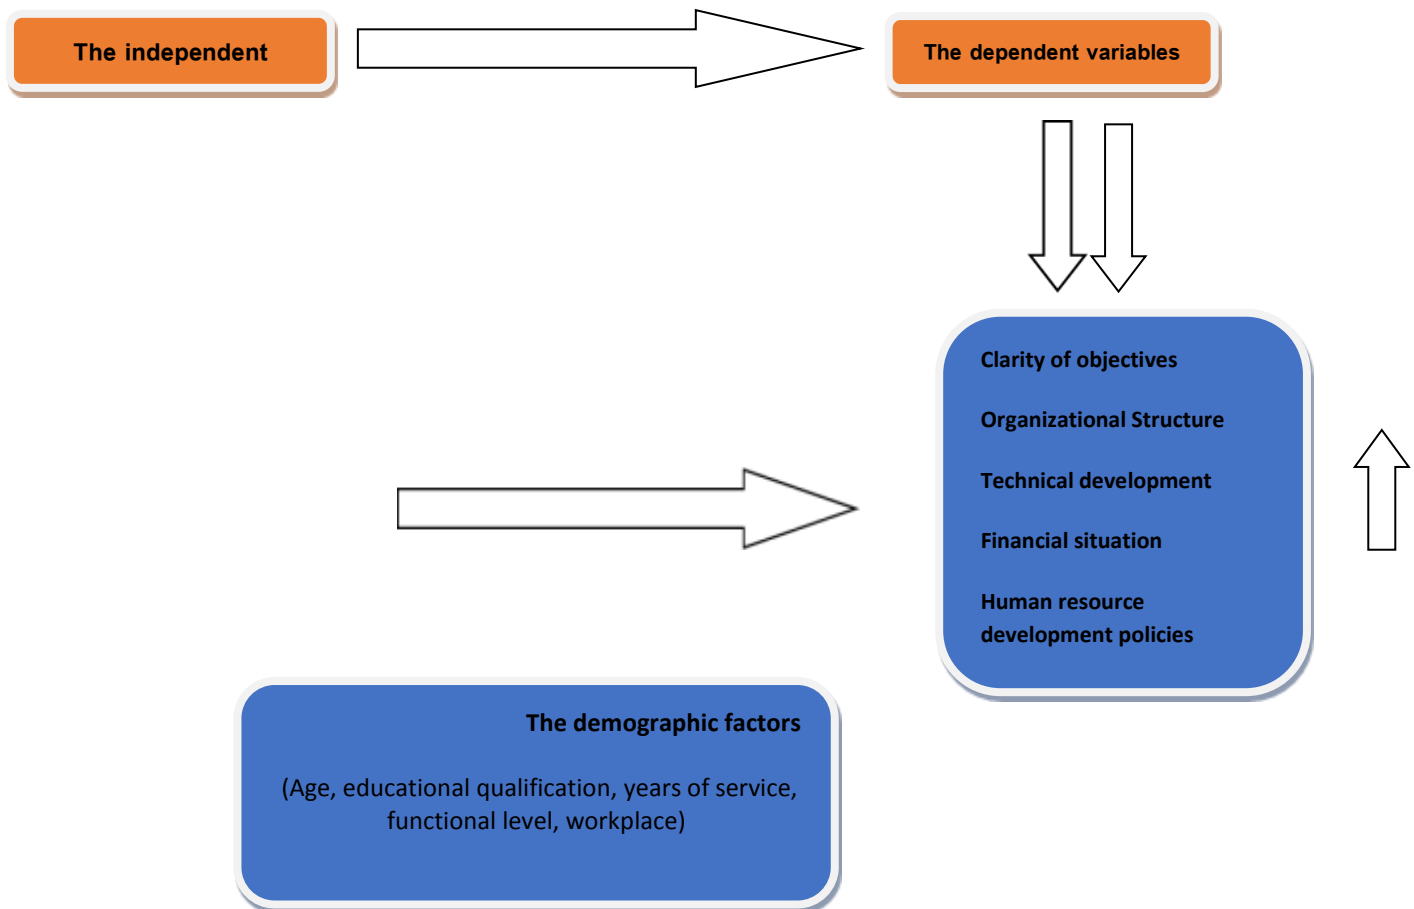 The independent
The dependent variables
Clarity of objectives
Organizational Structure
Technical development
Financial situation
Human resource
development policies
The demographic factors
(Age, educational qualification, years of service,
functional level, workplace)